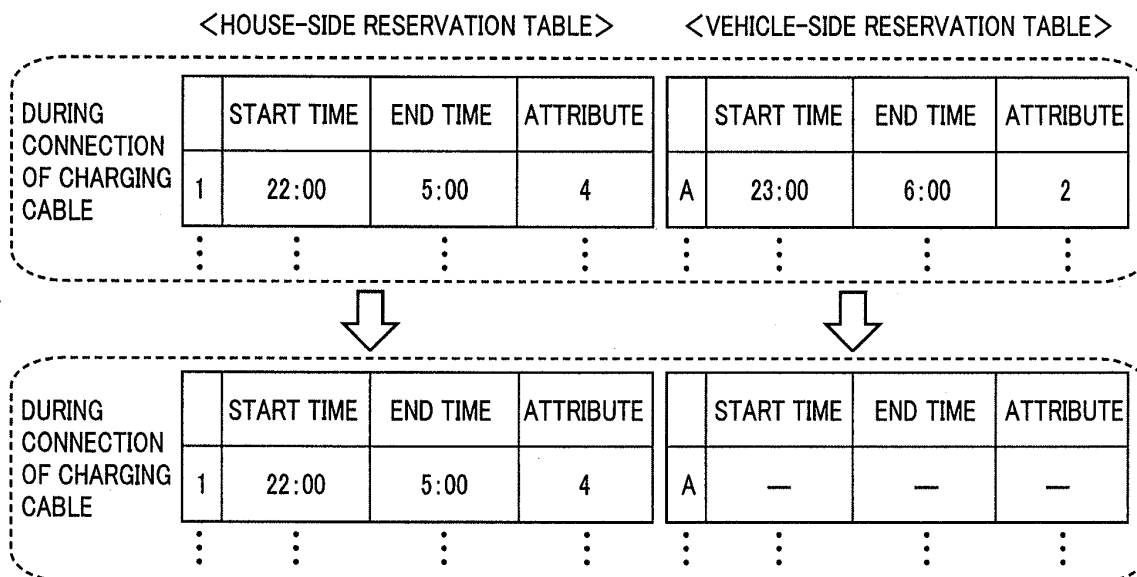 <HOUSE-SIDE RESERVATION TABLE> <VEHICLE-SIDE RESERVATION TABLE>
DURING
CONNECTION
OF CHARGING
CABLE
START TIME END TIME ATTRIBUTE START TIME END TIME ATTRIBUTE
1 22:00 5:00 4 A 23:00 6:00 2
DURING
CONNECTION
OF CHARGING
CABLE
START TIME END TIME ATTRIBUTE START TIME END TIME ATTRIBUTE
1 22:00 5:00 4 A — — —